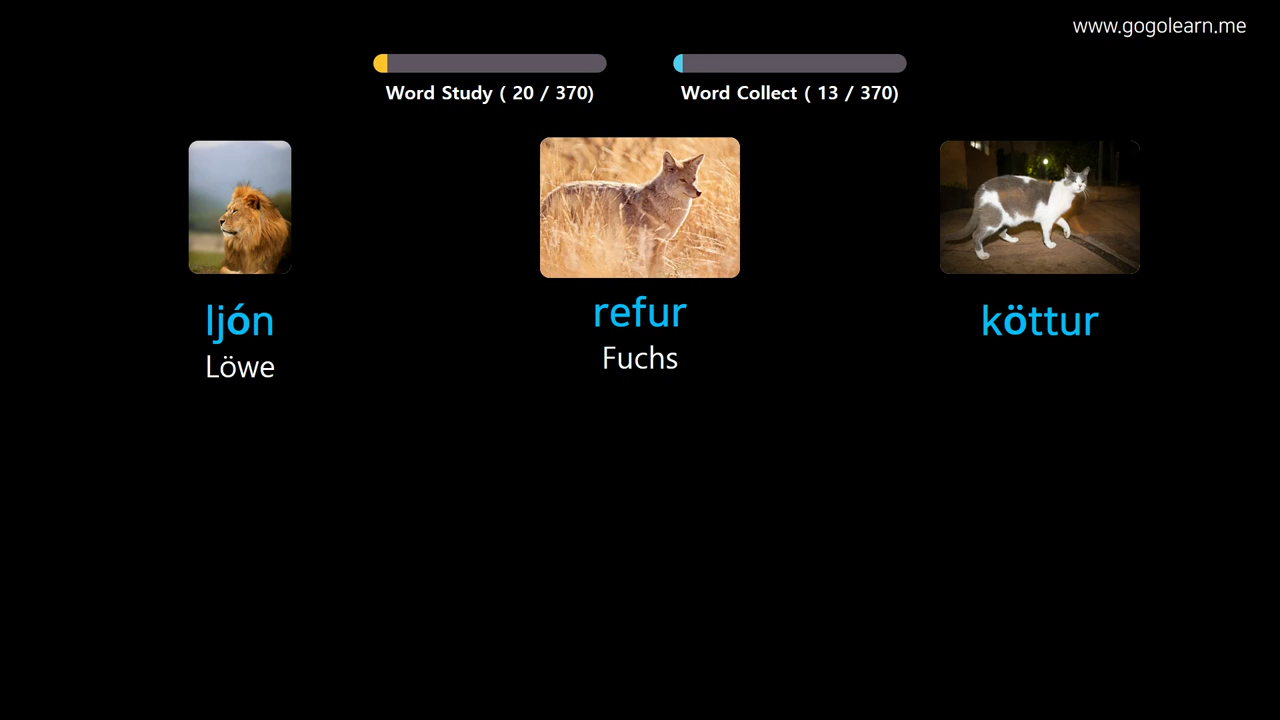 www.gogolearn.me
Word Study ( 20 / 370)
Word Collect ( 13 / 370)
ljón
Löwe
refur
Fuchs
köttur